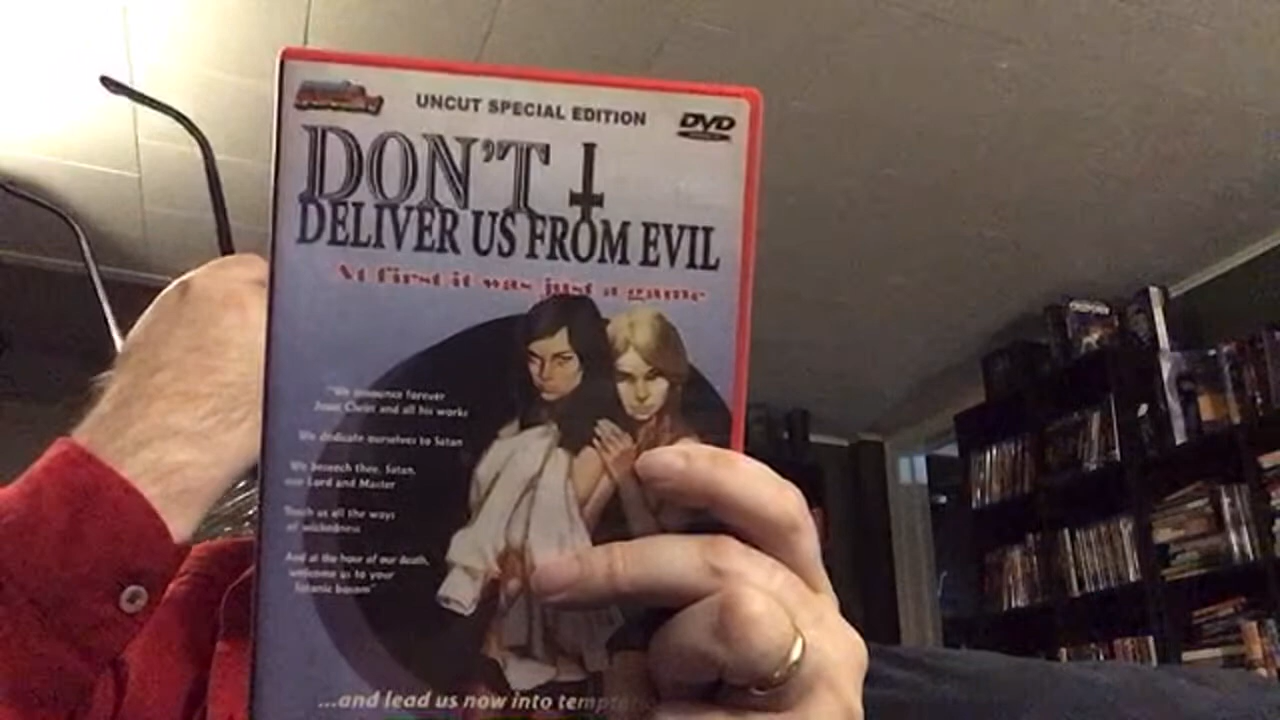 UNCUT SPECIAL EDITION
DVD
DON'T
DELIVER US FROM EVIL
At first it was just a game
"We announce forever
Jesus Christ and all his works
We dedicate ourselves to Satan
We beseech thee, Satan,
our Lord and Master
Teach us all the ways
of wickedness
And at the hour of our death,
welcome us to your
Satanic bosom"
...and lead us now into